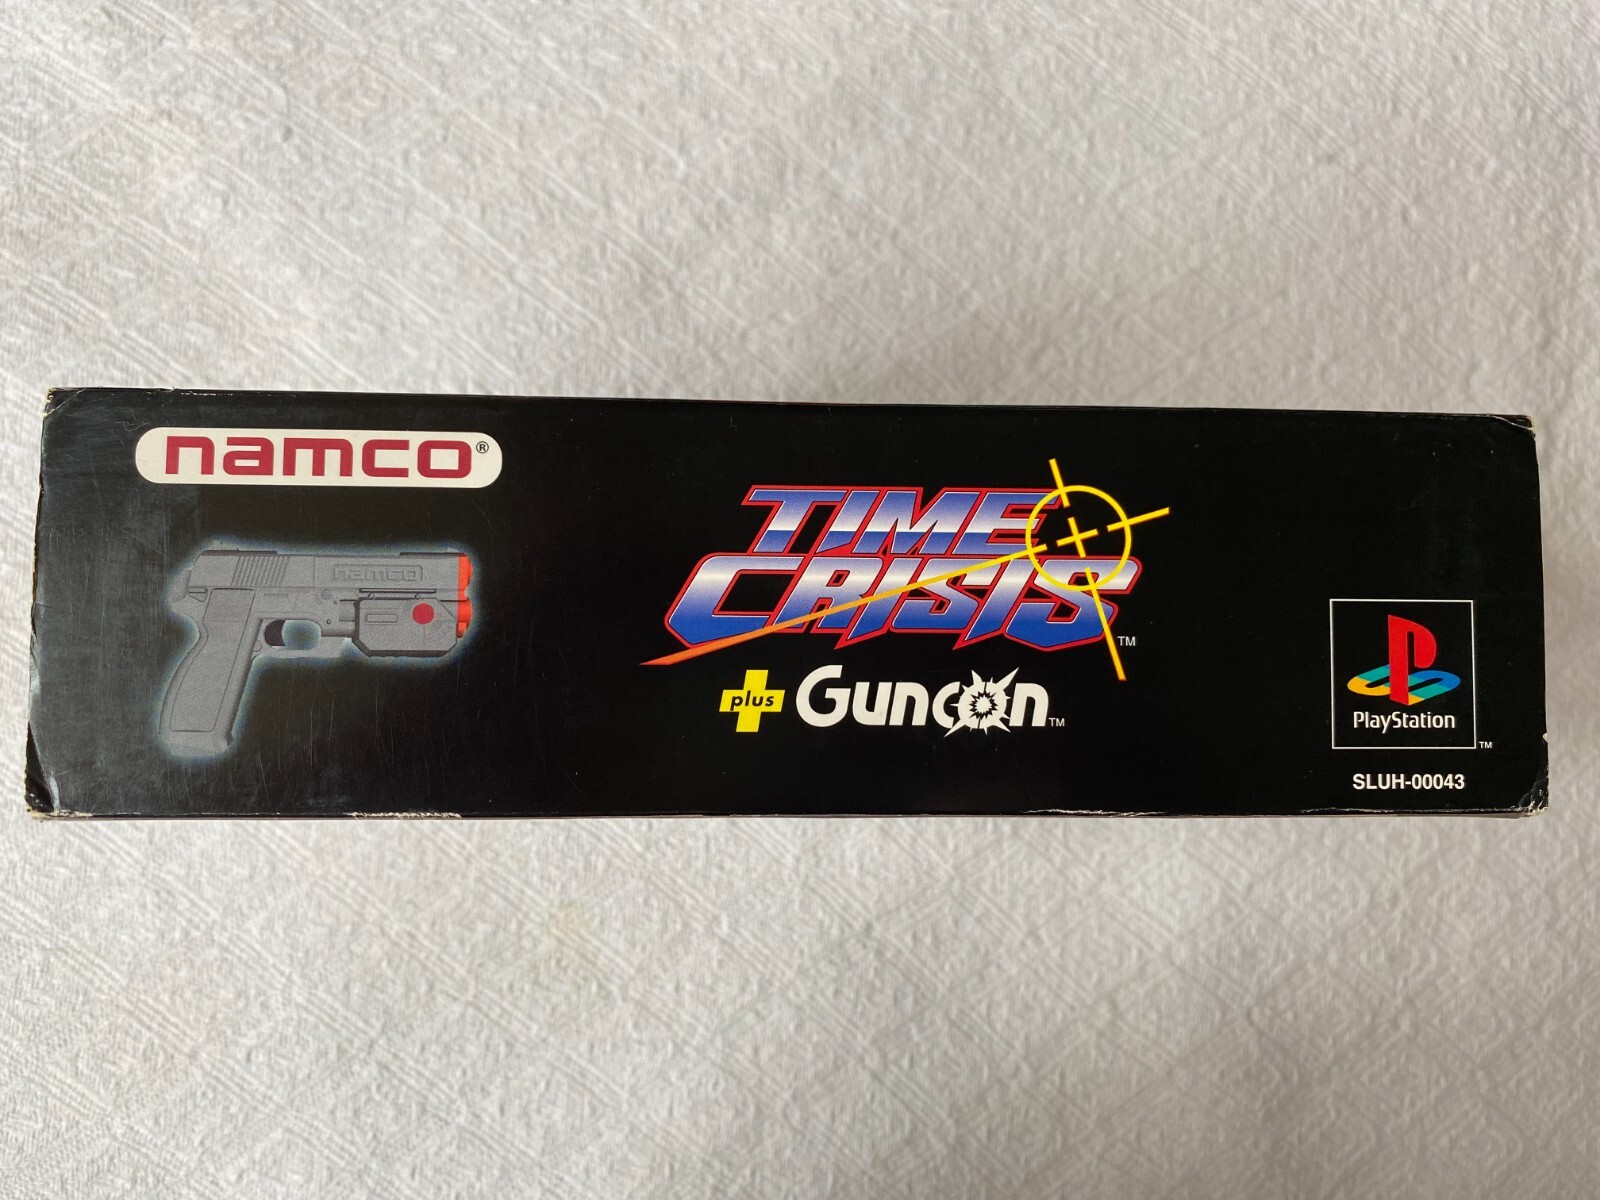 namco®
namco
TIME
CRISIS™
plus Guncon™
PlayStation™
SLUH-00043